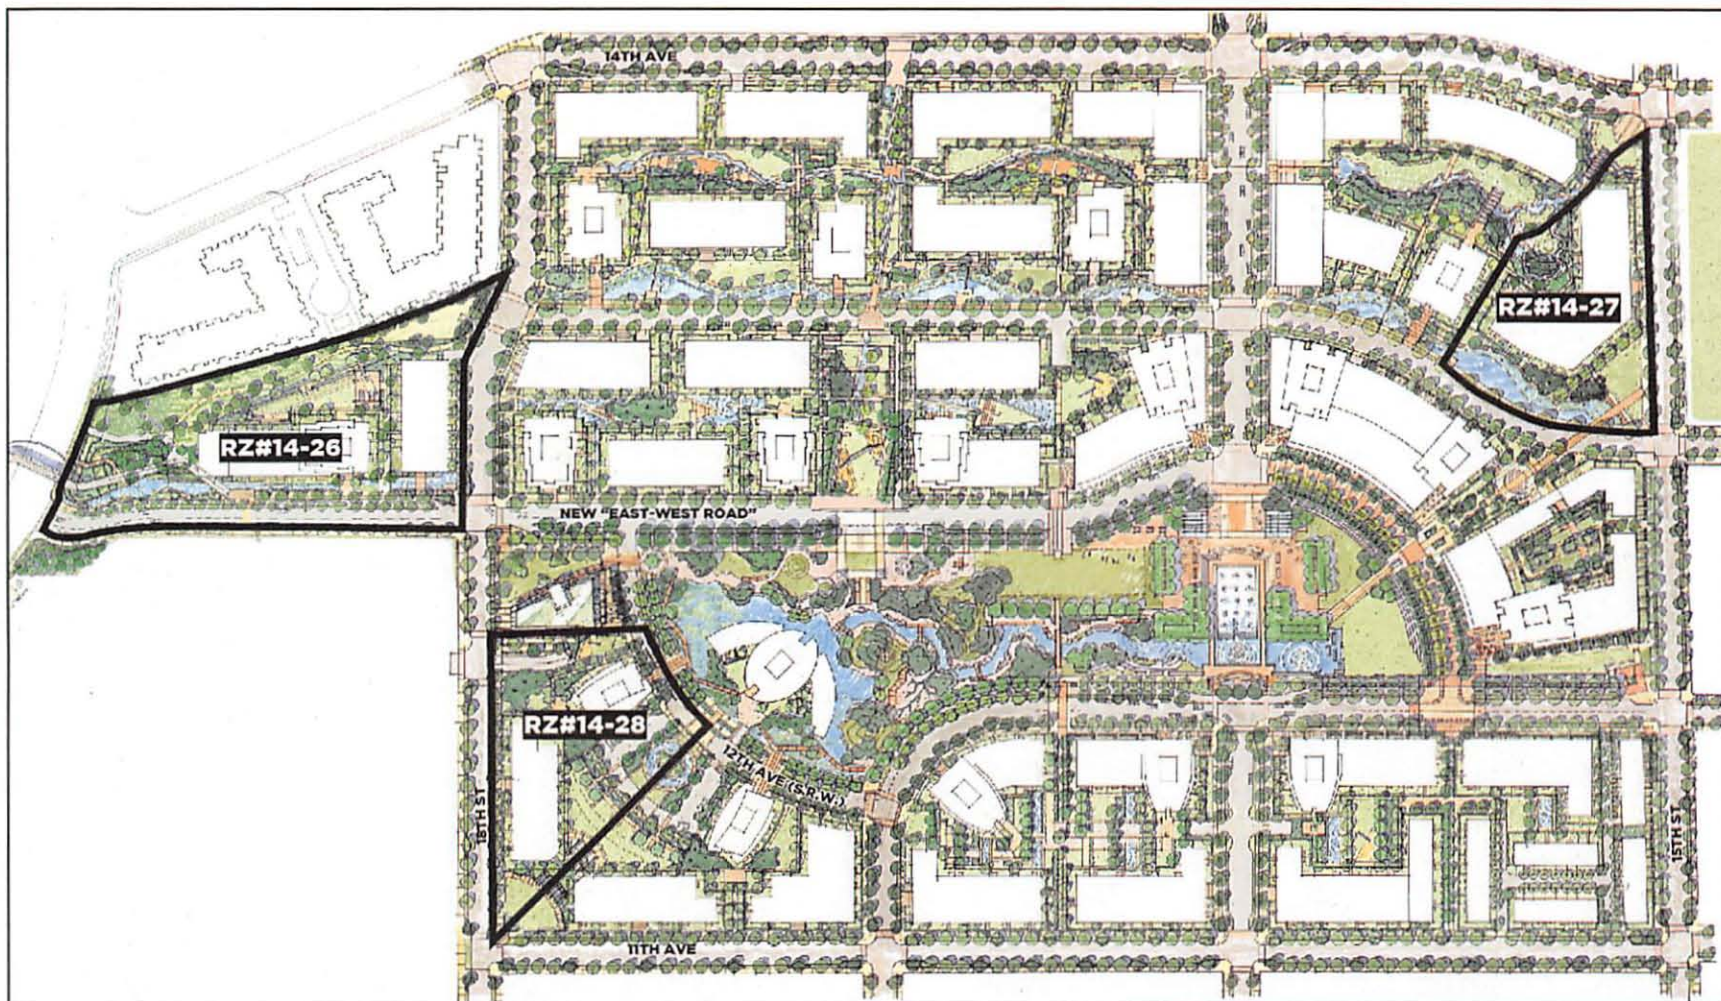 14TH AVE
RZ#14-27
RZ#14-26
NEW "EAST-WEST ROAD"
RZ#14-28
12TH AVE (S.R.W.)
18TH ST
15TH ST
11TH AVE